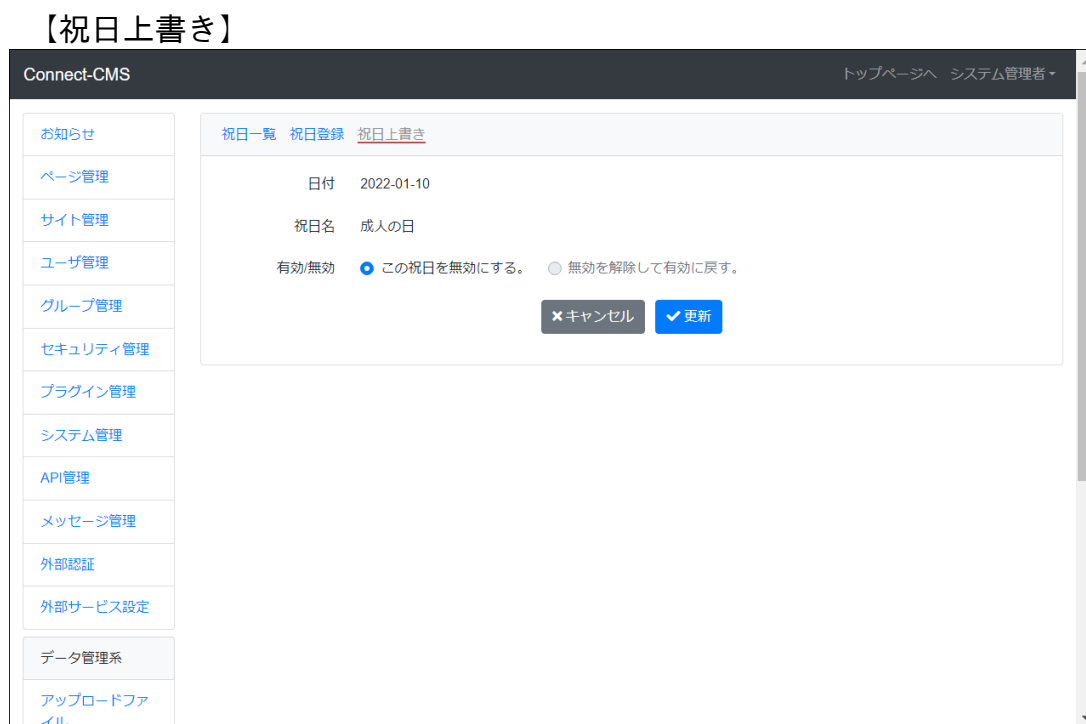 【祝日上書き】
Connect-CMS
トップページへ システム管理者
お知らせ
ページ管理
サイト管理
ユーザ管理
グループ管理
セキュリティ管理
プラグイン管理
システム管理
API管理
メッセージ管理
外部認証
外部サービス設定
データ管理系
アップロードファ
イル
祝日一覧 祝日登録 祝日上書き
日付 2022-01-10
祝日名 成人の日
有効/無効 この祝日を無効にする。 無効を解除して有効に戻す。
キャンセル 更新